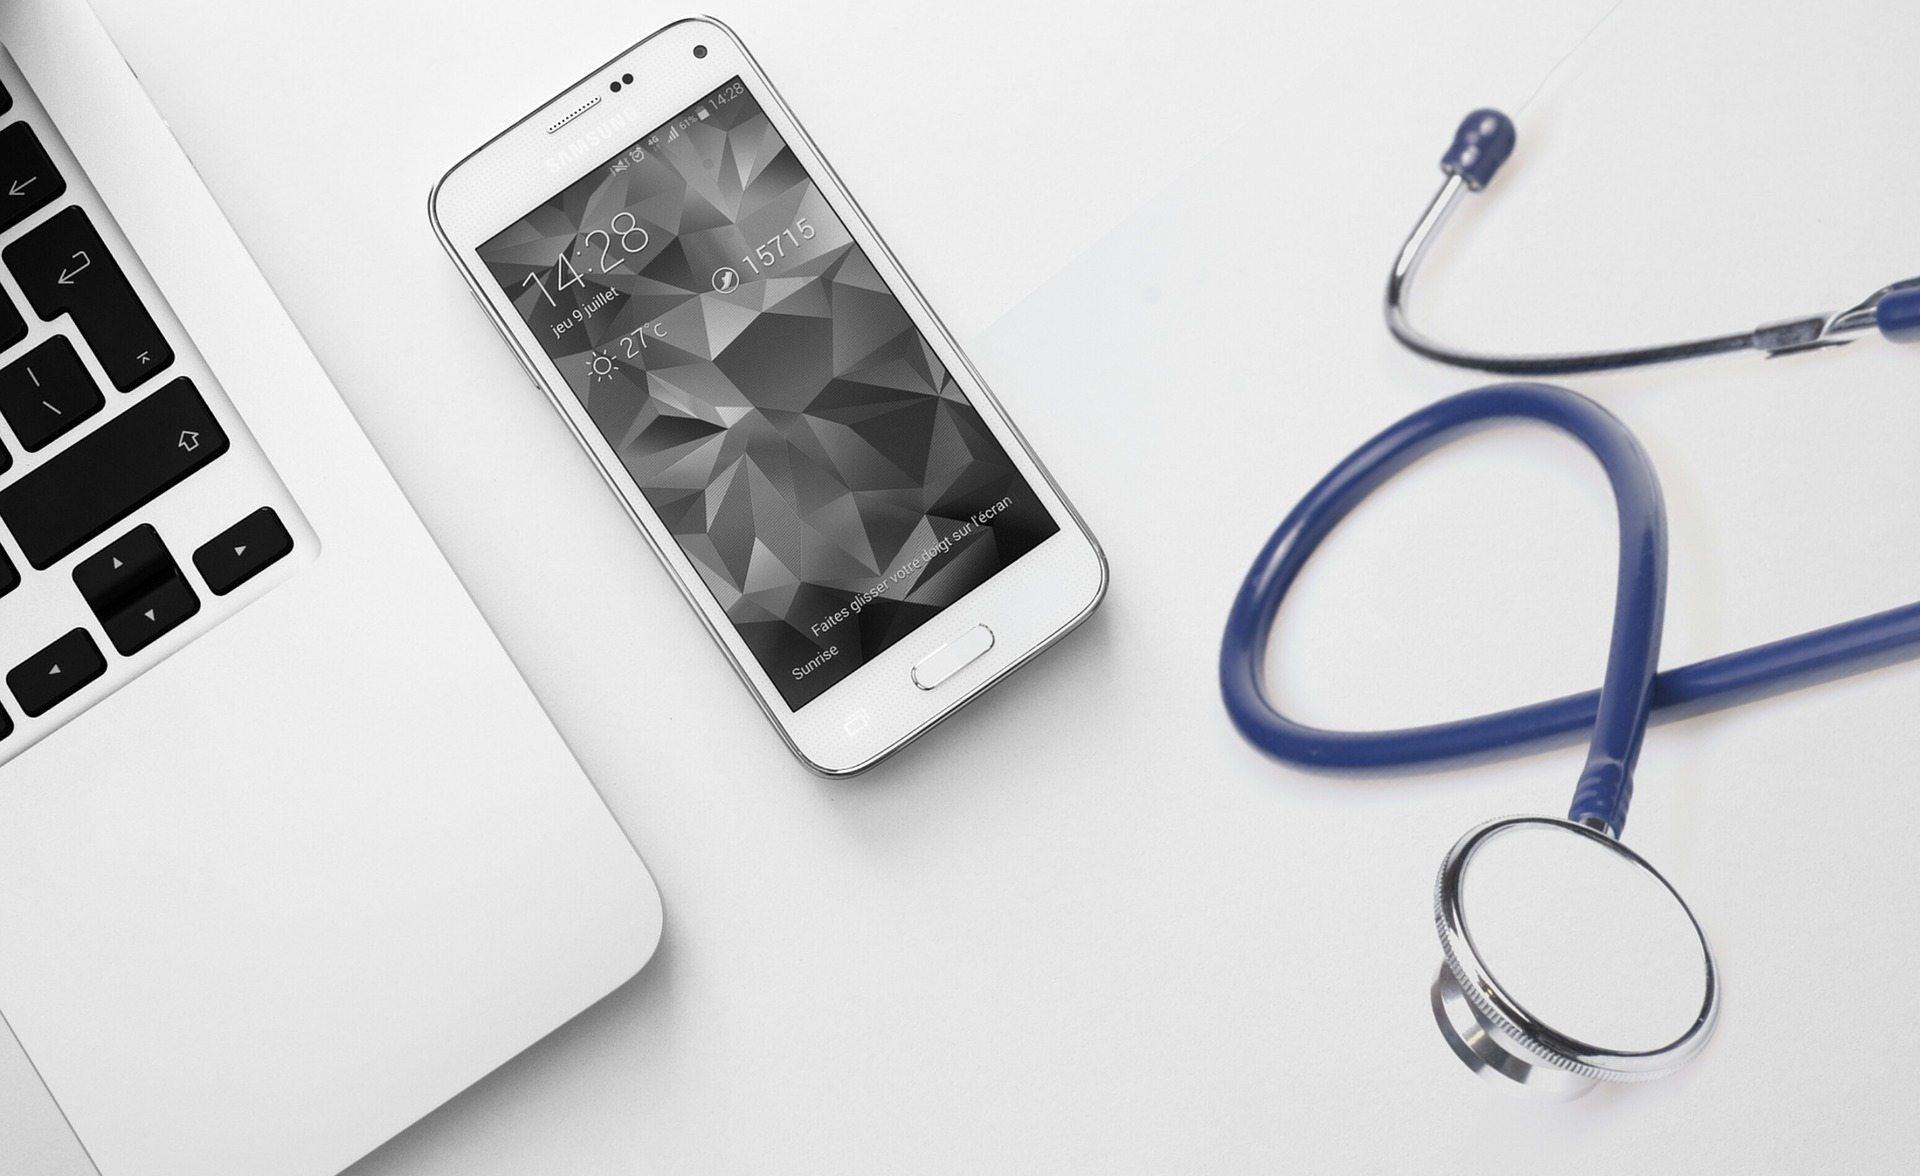 SAMSUNG
4G 61% 14:28
14:28
jeu 9 juillet
15715
27°C
Faites glisser votre doigt sur l'écran
Sunrise